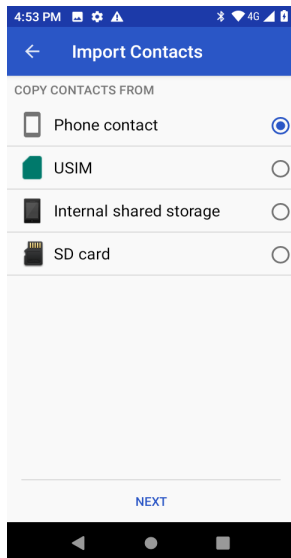 4:53 PM 4G
Import Contacts
COPY CONTACTS FROM
Phone contact
USIM
Internal shared storage
SD card
NEXT